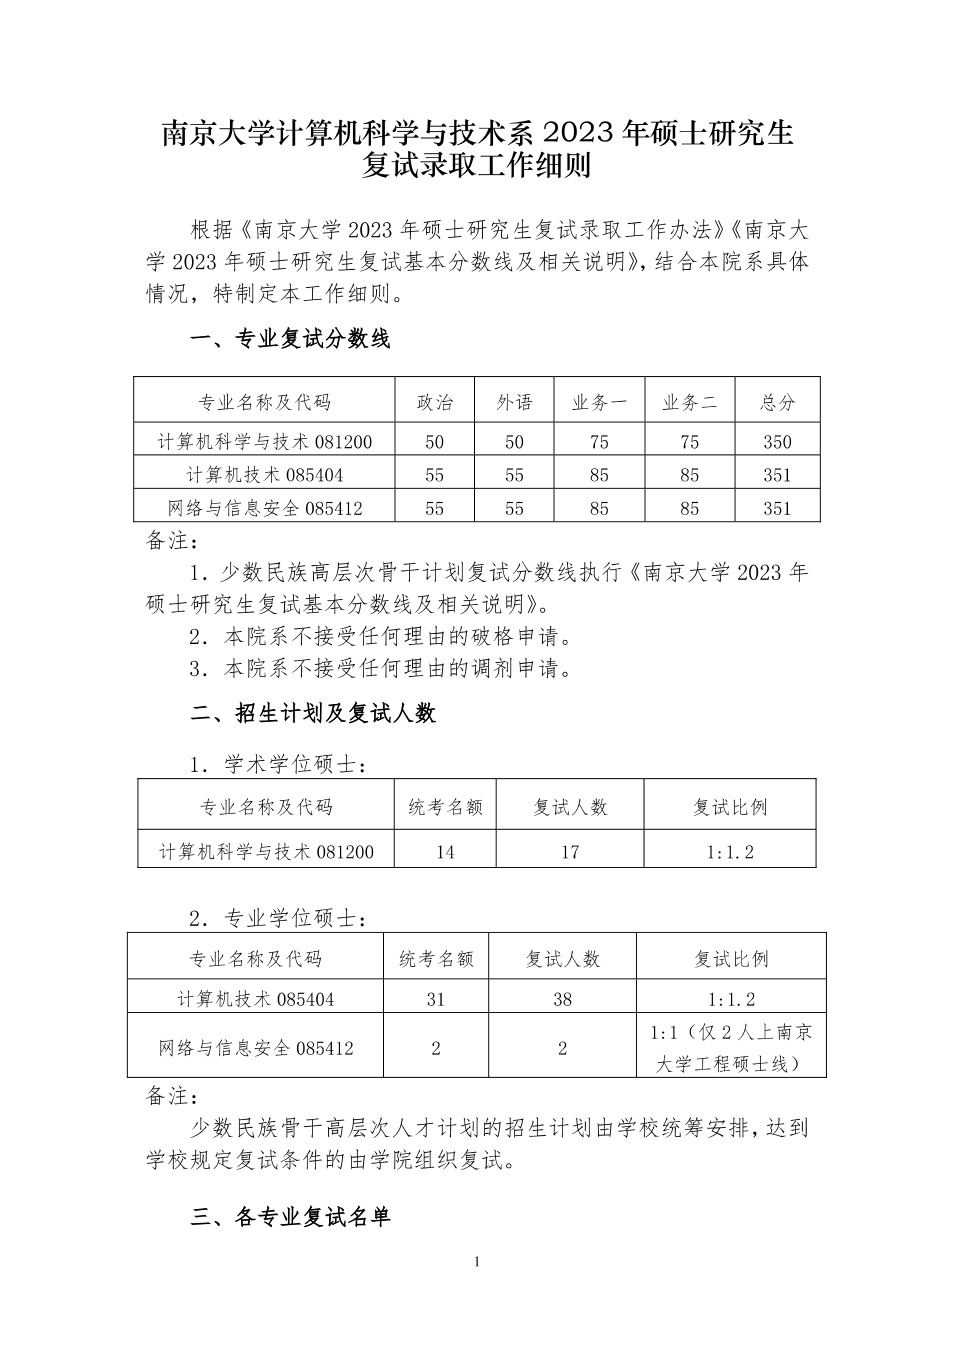 南京大学计算机科学与技术系 2023 年硕士研究生
复试录取工作细则
根据《南京大学 2023 年硕士研究生复试录取工作办法》《南京大
学 2023 年硕士研究生复试基本分数线及相关说明》，结合本院系具体
情况，特制定本工作细则。
一、专业复试分数线
专业名称及代码 政治 外语 业务一 业务二 总分
计算机科学与技术 081200 50 50 75 75 350
计算机技术 085404 55 55 85 85 351
网络与信息安全 085412 55 55 85 85 351
备注：
1．少数民族高层次骨干计划复试分数线执行《南京大学 2023 年
硕士研究生复试基本分数线及相关说明》。
2．本院系不接受任何理由的破格申请。
3．本院系不接受任何理由的调剂申请。
二、招生计划及复试人数
1．学术学位硕士：
专业名称及代码 统考名额 复试人数 复试比例
计算机科学与技术 081200 14 17 1:1.2
2．专业学位硕士：
专业名称及代码 统考名额 复试人数 复试比例
计算机技术 085404 31 38 1:1.2
网络与信息安全 085412 2 2 1:1（仅 2 人上南京
大学工程硕士线）
备注：
少数民族骨干高层次人才计划的招生计划由学校统筹安排，达到
学校规定复试条件的由学院组织复试。
三、各专业复试名单
1